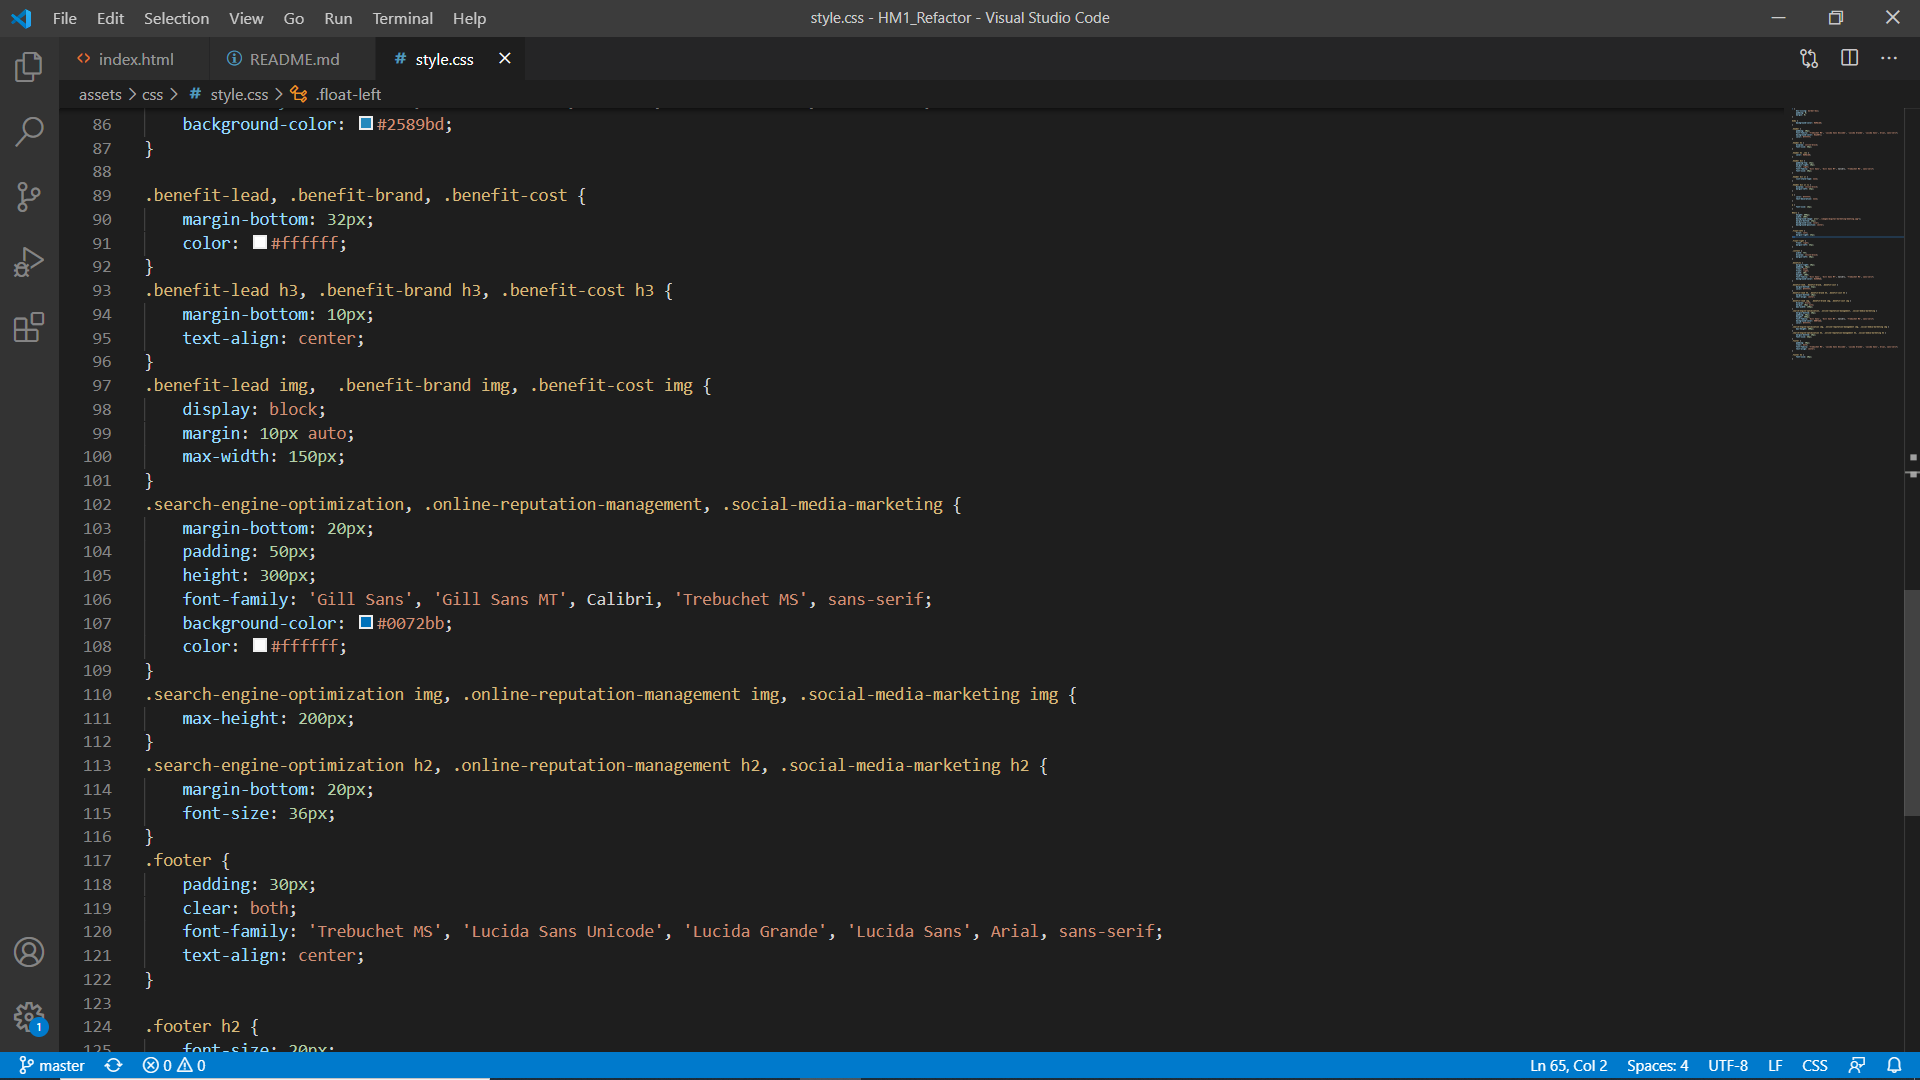 File Edit Selection View Go Run Terminal Help
style.css - HM1_Refactor - Visual Studio Code
index.html README.md # style.css
assets > css > # style.css > .float-left
86 background-color: #2589bd;
87 }
88
89 .benefit-lead, .benefit-brand, .benefit-cost {
90 margin-bottom: 32px;
91 color: #ffffff;
92 }
93 .benefit-lead h3, .benefit-brand h3, .benefit-cost h3 {
94 margin-bottom: 10px;
95 text-align: center;
96 }
97 .benefit-lead img,  .benefit-brand img, .benefit-cost img {
98 display: block;
99 margin: 10px auto;
100 max-width: 150px;
101 }
102 .search-engine-optimization, .online-reputation-management, .social-media-marketing {
103 margin-bottom: 20px;
104 padding: 50px;
105 height: 300px;
106 font-family: 'Gill Sans', 'Gill Sans MT', Calibri, 'Trebuchet MS', sans-serif;
107 background-color: #0072bb;
108 color: #ffffff;
109 }
110 .search-engine-optimization img, .online-reputation-management img, .social-media-marketing img {
111 max-height: 200px;
112 }
113 .search-engine-optimization h2, .online-reputation-management h2, .social-media-marketing h2 {
114 margin-bottom: 20px;
115 font-size: 36px;
116 }
117 .footer {
118 padding: 30px;
119 clear: both;
120 font-family: 'Trebuchet MS', 'Lucida Sans Unicode', 'Lucida Grande', 'Lucida Sans', Arial, sans-serif;
121 text-align: center;
122 }
123
124 .footer h2 {
125 font-size: 20px;
1
master 0 0 Ln 65, Col 2 Spaces: 4 UTF-8 LF CSS